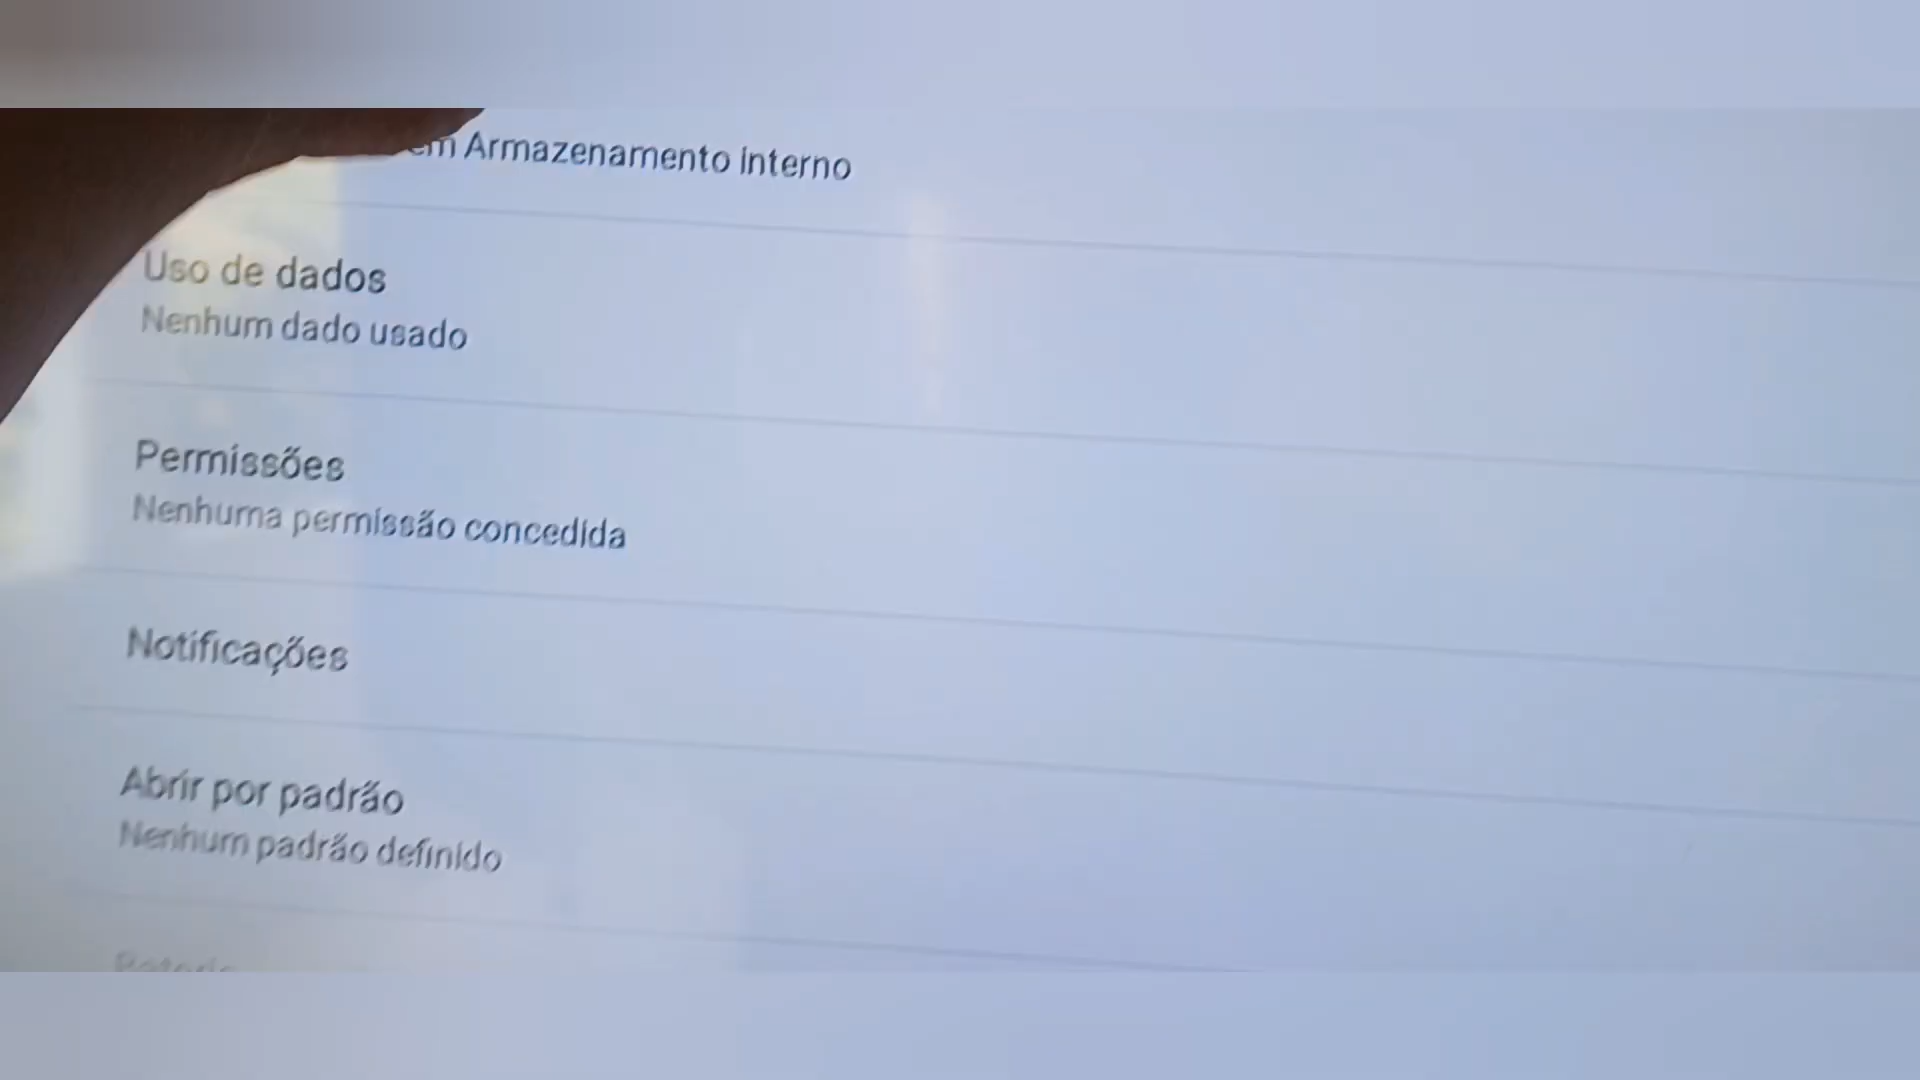 em Armazenamento interno
Uso de dados
Nenhum dado usado
Permissões
Nenhuma permissão concedida
Notificações
Abrir por padrão
Nenhum padrão definido